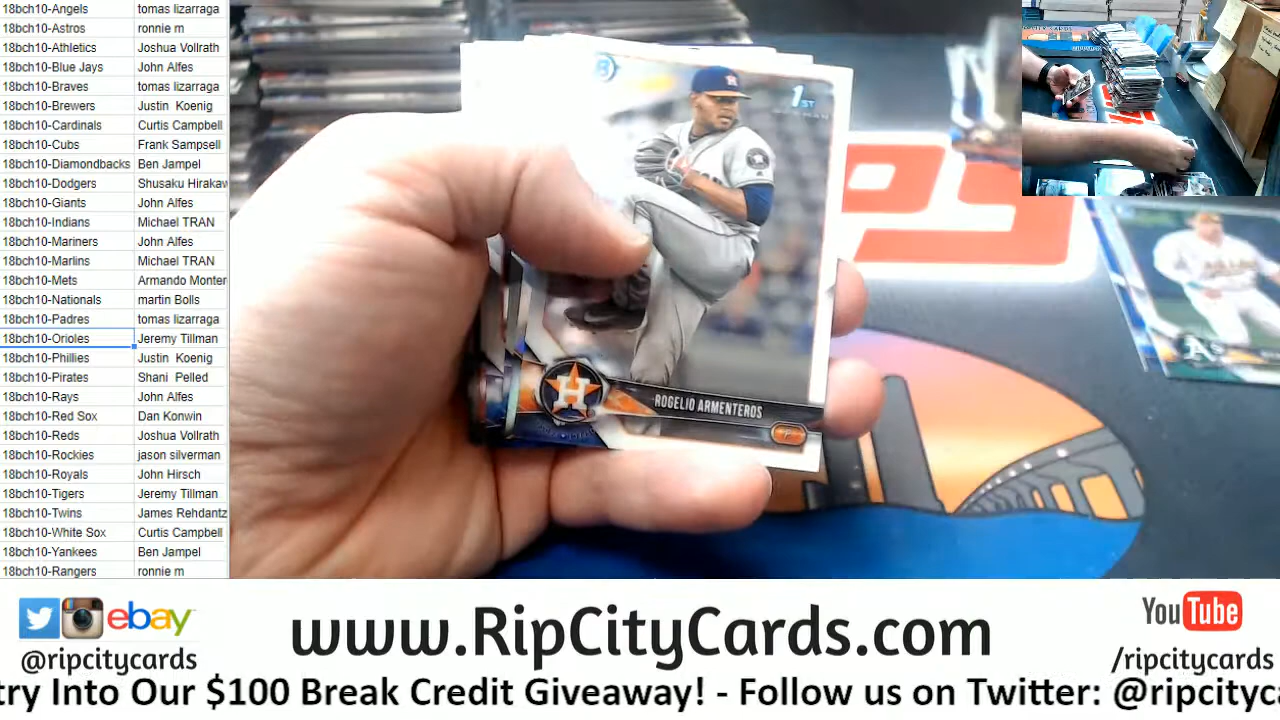 18bch10-Angels tomas lizarraga
18bch10-Astros ronnie m
18bch10-Athletics Joshua Vollrath
18bch10-Blue Jays John Alfes
18bch10-Braves tomas lizarraga
18bch10-Brewers Justin Koenig
18bch10-Cardinals Curtis Campbell
18bch10-Cubs Frank Sampsell
18bch10-Diamondbacks Ben Jampel
18bch10-Dodgers Shusaku Hirakaw
18bch10-Giants John Alfes
18bch10-Indians Michael TRAN
18bch10-Mariners John Alfes
18bch10-Marlins Michael TRAN
18bch10-Mets Armando Monter
18bch10-Nationals martin Bolls
18bch10-Padres tomas lizarraga
18bch10-Orioles Jeremy Tillman
18bch10-Phillies Justin Koenig
18bch10-Pirates Shani Pelled
18bch10-Rays John Alfes
18bch10-Red Sox Dan Konwin
18bch10-Reds Joshua Vollrath
18bch10-Rockies jason silverman
18bch10-Royals John Hirsch
18bch10-Tigers Jeremy Tillman
18bch10-Twins James Rehdantz
18bch10-White Sox Curtis Campbell
18bch10-Yankees Ben Jampel
18bch10-Rangers ronnie m
1ST
BOWMAN
H
ROGELIO ARMENTEROS
P
PS
A's
ebay
@ripcitycards
www.RipCityCards.com
YouTube
/ripcitycards
try Into Our $100 Break Credit Giveaway! - Follow us on Twitter: @ripcityca